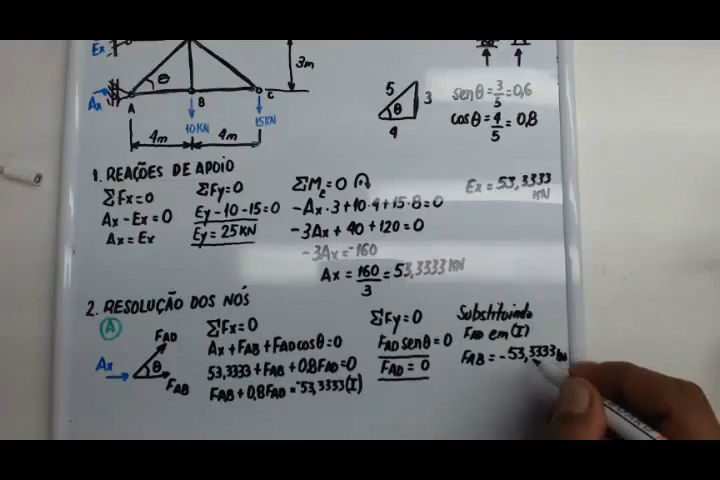 Ex
Ax
A
θ
B
C
3m
10KN
15KN
4m
4m
5
3
θ
4
senθ = 3/5 = 0,6
cosθ = 4/5 = 0,8
1. REAÇÕES DE APOIO
ΣFx=0
Ax - Ex = 0
Ax = Ex
ΣFy=0
Ey - 10 - 15 = 0
Ey = 25KN
ΣME = 0
-Ax·3 + 10·4 + 15·8 = 0
-3Ax + 40 + 120 = 0
-3Ax = -160
Ax = 160/3 = 53,3333 KN
Ex = 53,3333
KN
2. RESOLUÇÃO DOS NÓS
A
FAD
Ax
θ
FAB
ΣFx=0
Ax + FAB + FADcosθ = 0
53,3333 + FAB + 0,8FAD = 0
FAB + 0,8FAD = -53,3333 (I)
ΣFy=0
FADsenθ = 0
FAD = 0
Substituindo
FAD em (I)
FAB = -53,3333